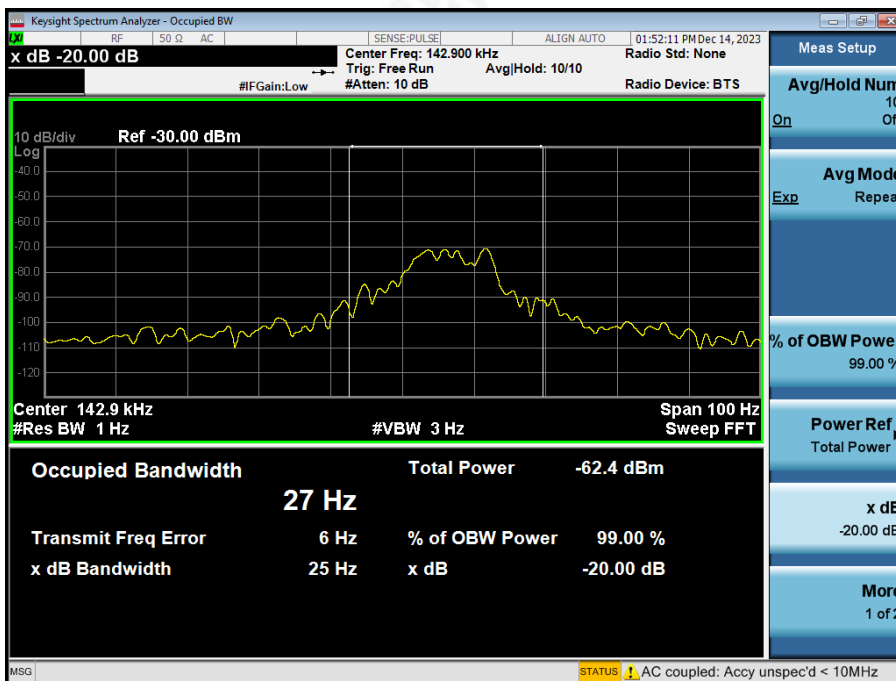 Keysight Spectrum Analyzer - Occupied BW
LXI RF 50 Ω AC SENSE:PULSE ALIGN AUTO 01:52:11 PM Dec 14, 2023
x dB -20.00 dB
Center Freq: 142.900 kHz Radio Std: None
Trig: Free Run Avg|Hold: 10/10
#IFGain:Low #Atten: 10 dB Radio Device: BTS
10 dB/div Ref -30.00 dBm
Log
-40.0
-50.0
-60.0
-70.0
-80.0
-90.0
-100
-110
-120
Center 142.9 kHz Span 100 Hz
#Res BW 1 Hz #VBW 3 Hz Sweep FFT
Occupied Bandwidth Total Power -62.4 dBm
27 Hz
Transmit Freq Error 6 Hz % of OBW Power 99.00 %
x dB Bandwidth 25 Hz x dB -20.00 dB
Meas Setup
Avg/Hold Num
10
On Of
Avg Mode
Exp Repea
% of OBW Power
99.00 %
Power Ref
Total Power
x dB
-20.00 dB
More
1 of 2
MSG STATUS AC coupled: Accy unspec'd < 10MHz